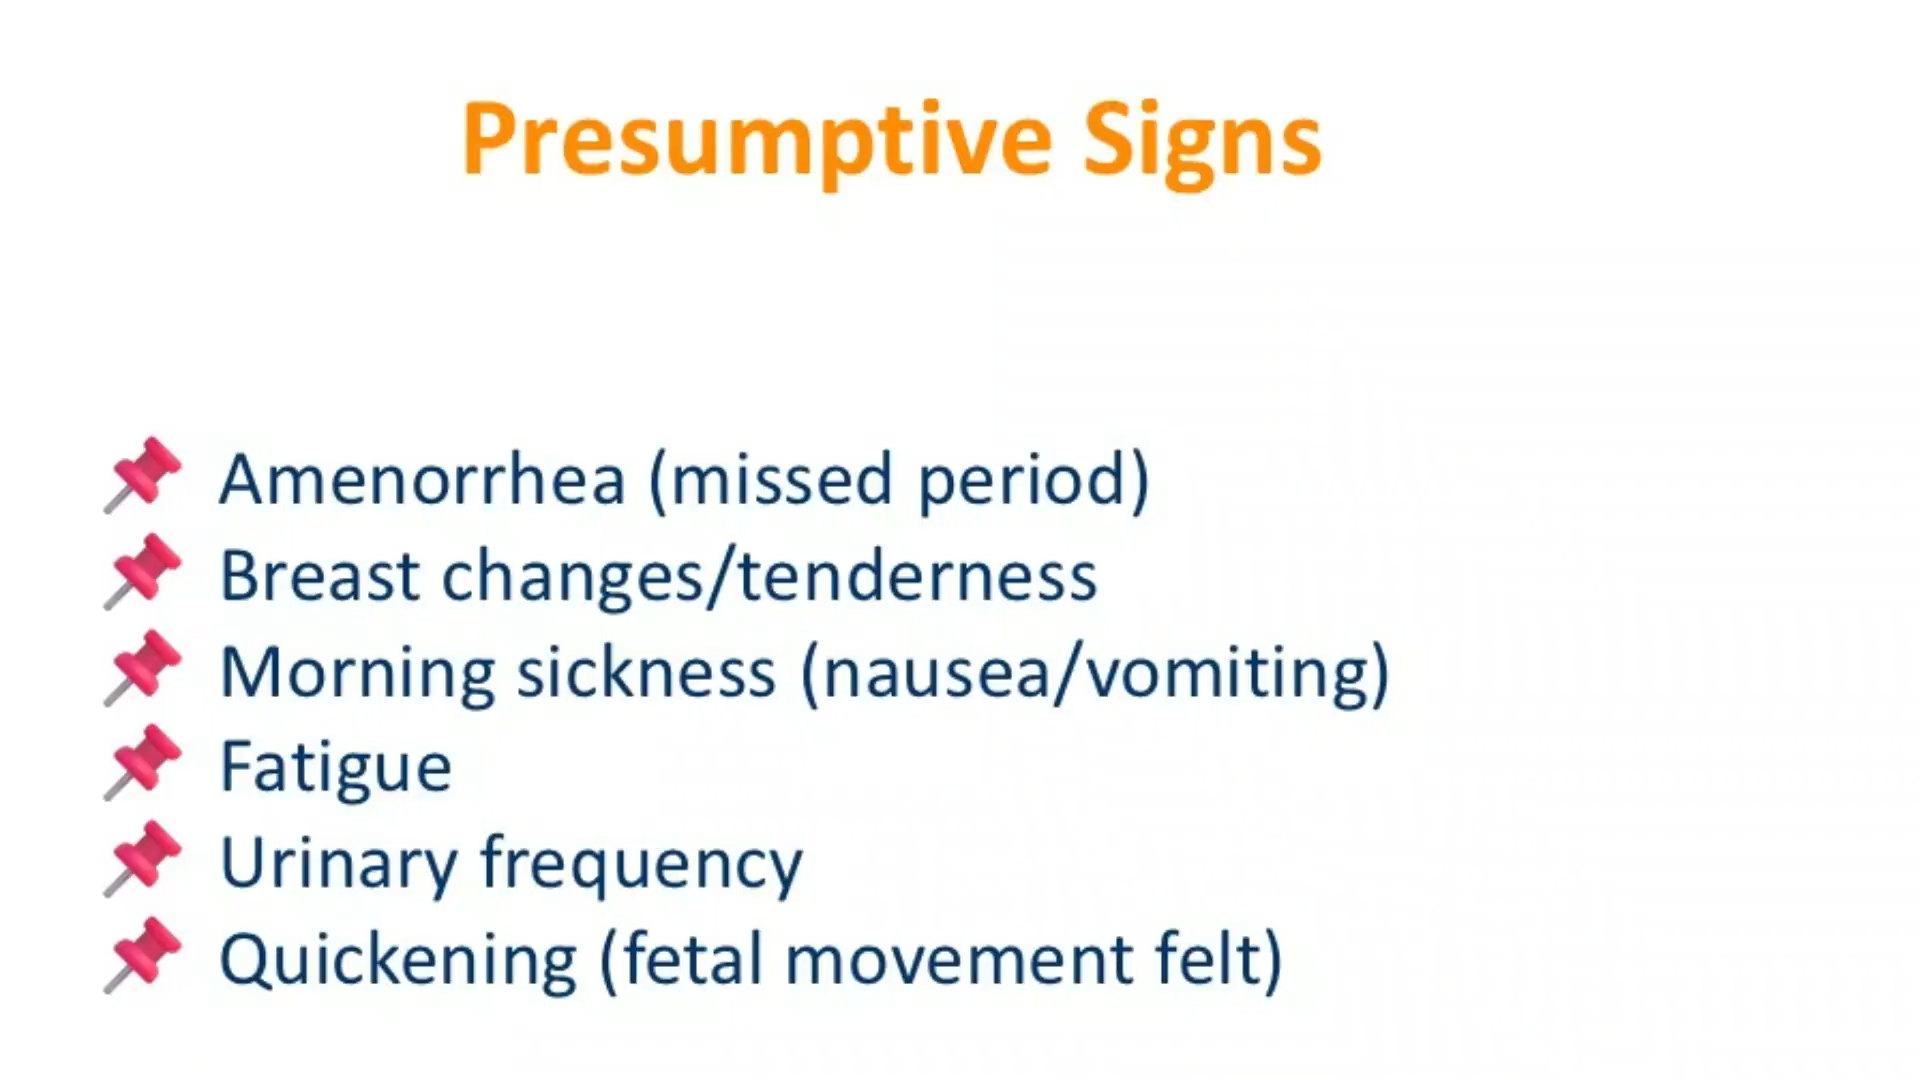 Presumptive Signs
Amenorrhea (missed period)
Breast changes/tenderness
Morning sickness (nausea/vomiting)
Fatigue
Urinary frequency
Quickening (fetal movement felt)